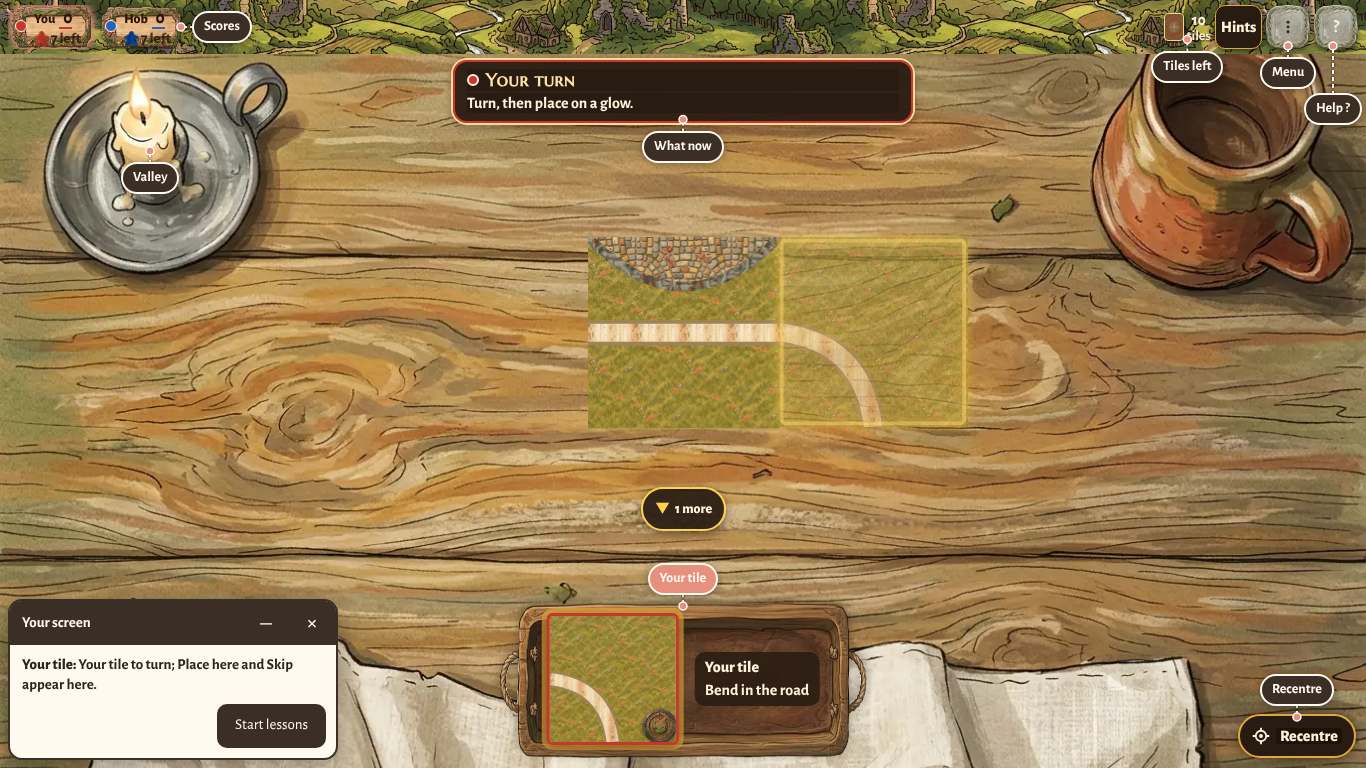 You 0
7 left
Hob 0
7 left
Scores
10
tiles
Hints
?
Tiles left
Menu
Help ?
Your turn
Turn, then place on a glow.
What now
Valley
1 more
Your tile
Your screen
Your tile: Your tile to turn; Place here and Skip
appear here.
Start lessons
Your tile
Bend in the road
Recentre
Recentre